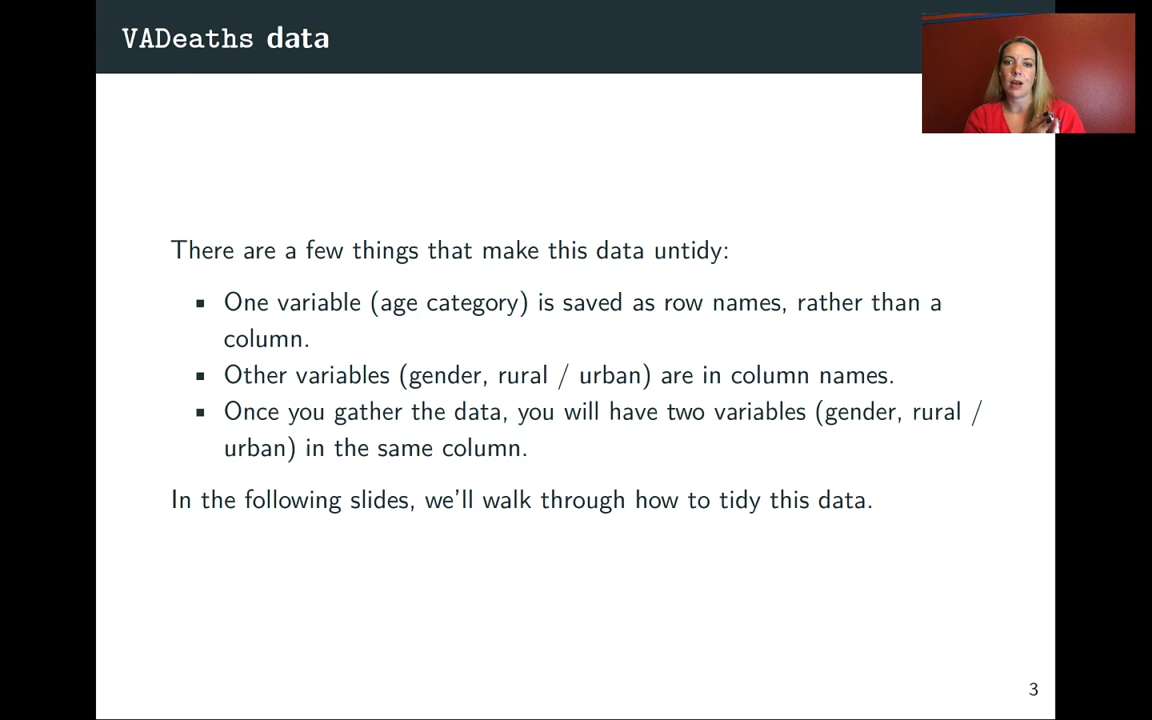 VADeaths data
There are a few things that make this data untidy:
▪ One variable (age category) is saved as row names, rather than a
column.
▪ Other variables (gender, rural / urban) are in column names.
▪ Once you gather the data, you will have two variables (gender, rural /
urban) in the same column.
In the following slides, we'll walk through how to tidy this data.
3